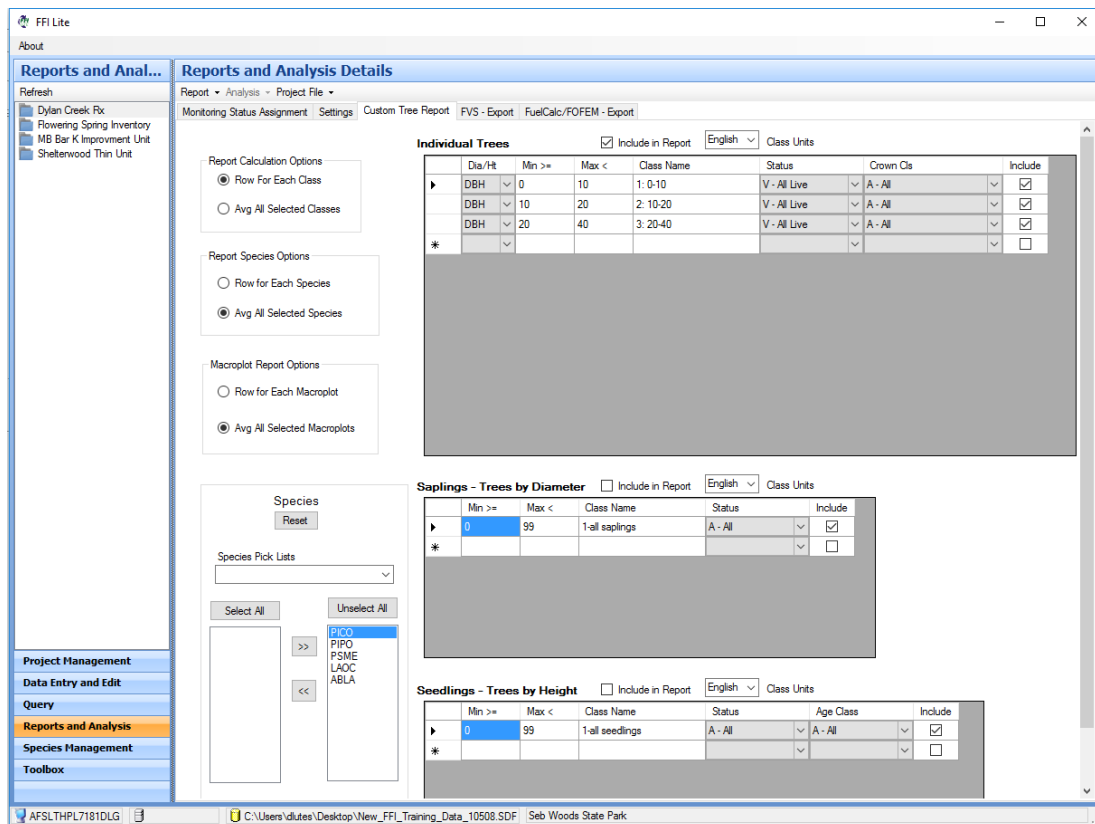 FFI Lite
About
Reports and Anal...
Refresh
Dylan Creek Rx
Flowering Spring Inventory
MB Bar K Improvment Unit
Shelterwood Thin Unit
Project Management
Data Entry and Edit
Query
Reports and Analysis
Species Management
Toolbox
Reports and Analysis Details
Report Analysis Project File
Monitoring Status Assignment Settings Custom Tree Report FVS - Export FuelCalc/FOFEM - Export
Report Calculation Options
Row For Each Class
Avg All Selected Classes
Report Species Options
Row for Each Species
Avg All Selected Species
Macroplot Report Options
Row for Each Macroplot
Avg All Selected Macroplots
Species
Reset
Species Pick Lists
Select All
Unselect All
>>
<<
PICO
PIPO
PSME
LAOC
ABLA
Individual Trees Include in Report English Class Units
Dia/Ht Min >= Max < Class Name Status Crown Cls Include
DBH 0 10 1: 0-10 V - All Live A - All
DBH 10 20 2: 10-20 V - All Live A - All
DBH 20 40 3: 20-40 V - All Live A - All
Saplings - Trees by Diameter Include in Report English Class Units
Min >= Max < Class Name Status Include
0 99 1-all saplings A - All
Seedlings - Trees by Height Include in Report English Class Units
Min >= Max < Class Name Status Age Class Include
0 99 1-all seedlings A - All A - All
AFSLTHPL7181DLG C:\Users\dlutes\Desktop\New_FFI_Training_Data_10508.SDF Seb Woods State Park